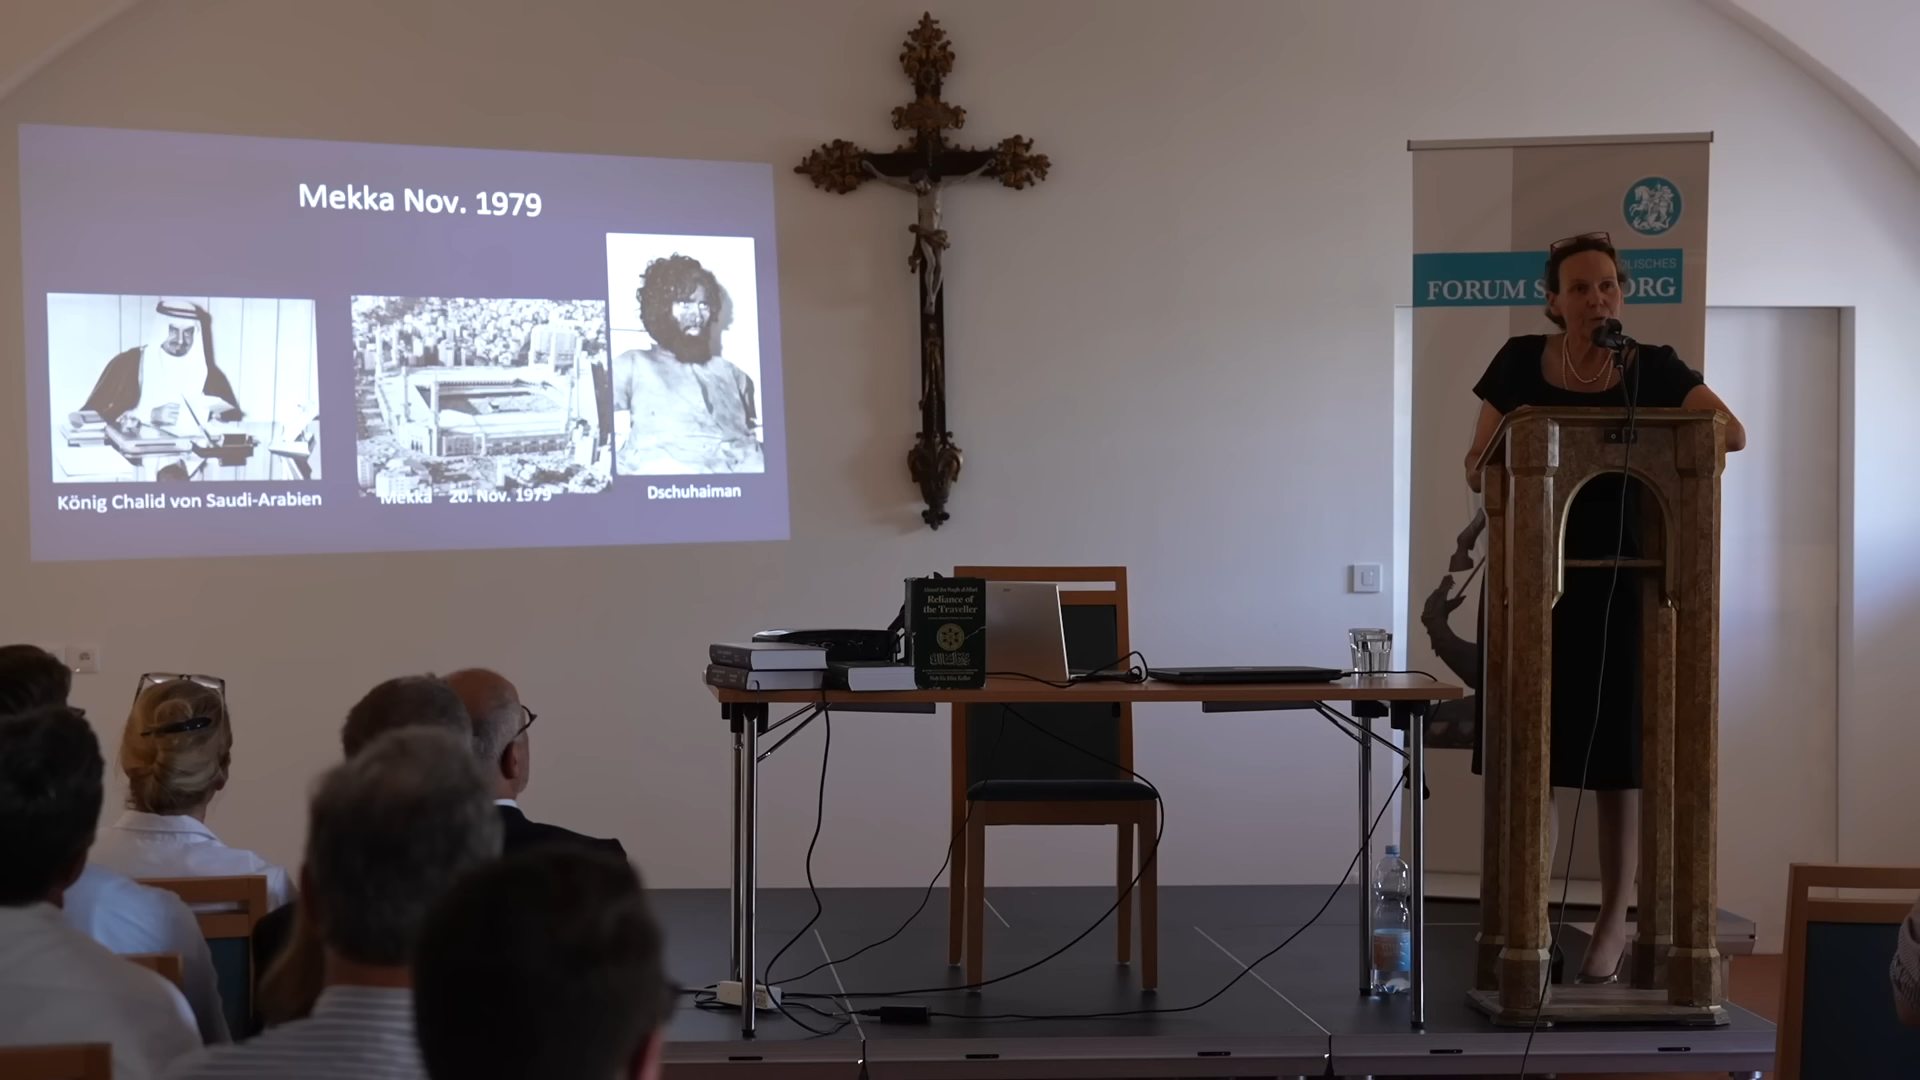 Mekka Nov. 1979
König Chalid von Saudi-Arabien
Mekka 20. Nov. 1979
Dschuhaiman
OLISCHES
FORUM S ORG
Reliance of
the Traveller